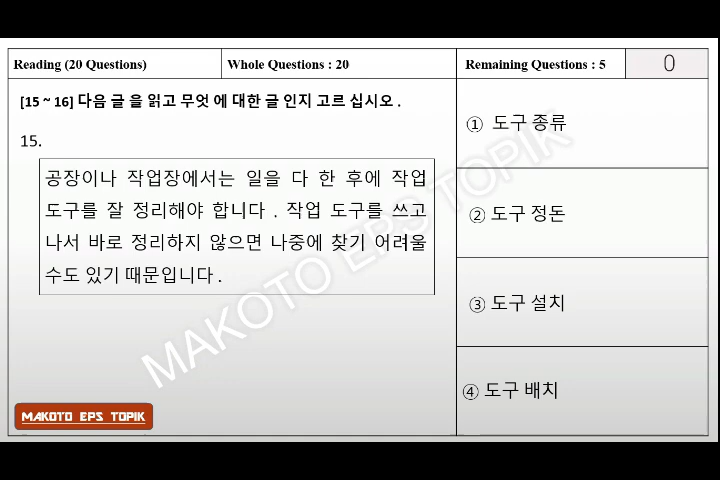 Reading (20 Questions)
Whole Questions : 20
Remaining Questions : 5
0
[15 ~ 16] 다음 글 을 읽고 무엇 에 대한 글 인지 고르 십시오 .
15.
공장이나 작업장에서는 일을 다 한 후에 작업
도구를 잘 정리해야 합니다 . 작업 도구를 쓰고
나서 바로 정리하지 않으면 나중에 찾기 어려울
수도 있기 때문입니다 .
① 도구 종류
② 도구 정돈
③ 도구 설치
④ 도구 배치
MAKOTO EPS TOPIK
MAKOTO EPS TOPIK